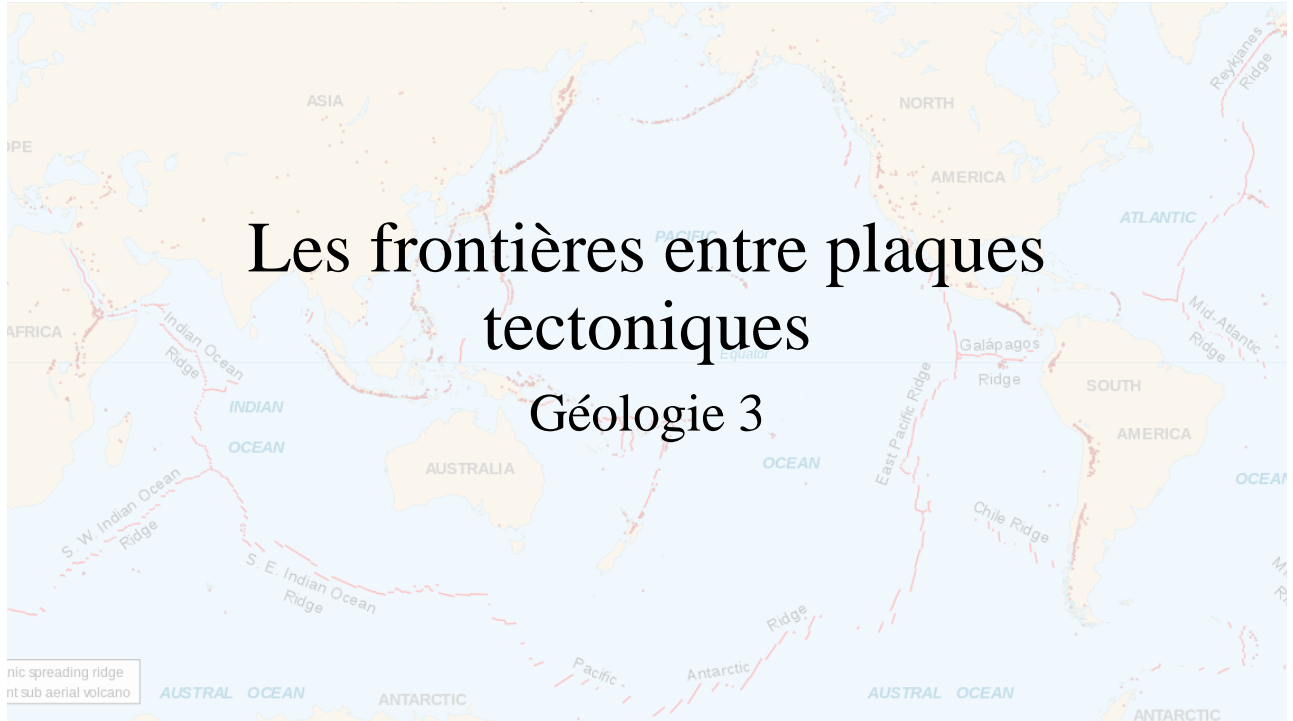 Les frontières entre plaques
tectoniques
Géologie 3
ASIA
NORTH
AMERICA
Reykjanes
Ridge
OPE
ATLANTIC
PACIFIC
AFRICA
Indian Ocean
Ridge
Mid-Atlantic
Ridge
Galápagos
Ridge
Equator
East Pacific Ridge
SOUTH
AMERICA
INDIAN
OCEAN
AUSTRALIA
OCEAN
OCEAN
S. W. Indian Ocean
Ridge
Chile Ridge
S. E. Indian Ocean
Ridge
Pacific
Antarctic
Ridge
nic spreading ridge
nt sub aerial volcano
AUSTRAL OCEAN
ANTARCTIC
AUSTRAL OCEAN
ANTARCTIC